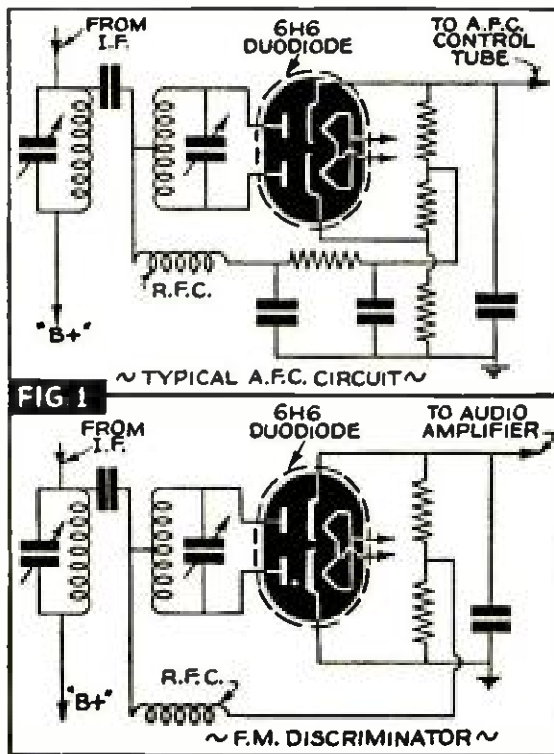 FROM
I.F.
6H6
DUODIODE
TO A.F.C.
CONTROL
TUBE
R.F.C.
"B+"
~ TYPICAL A.F.C. CIRCUIT ~
FIG 1
FROM
I.F.
6H6
DUODIODE
TO AUDIO
AMPLIFIER
"B+"
R.F.C.
~ F.M. DISCRIMINATOR ~